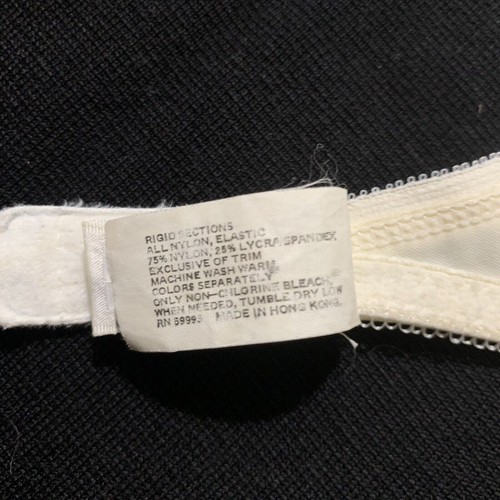 RIGID SECTIONS
ALL NYLON, ELASTIC
75% NYLON, 25% LYCRA SPANDEX
EXCLUSIVE OF TRIM
MACHINE WASH WARM,
COLORS SEPARATELY
ONLY NON-CHLORINE BLEACH,
WHEN NEEDED, TUMBLE DRY LOW
RN 69995 MADE IN HONG KONG.